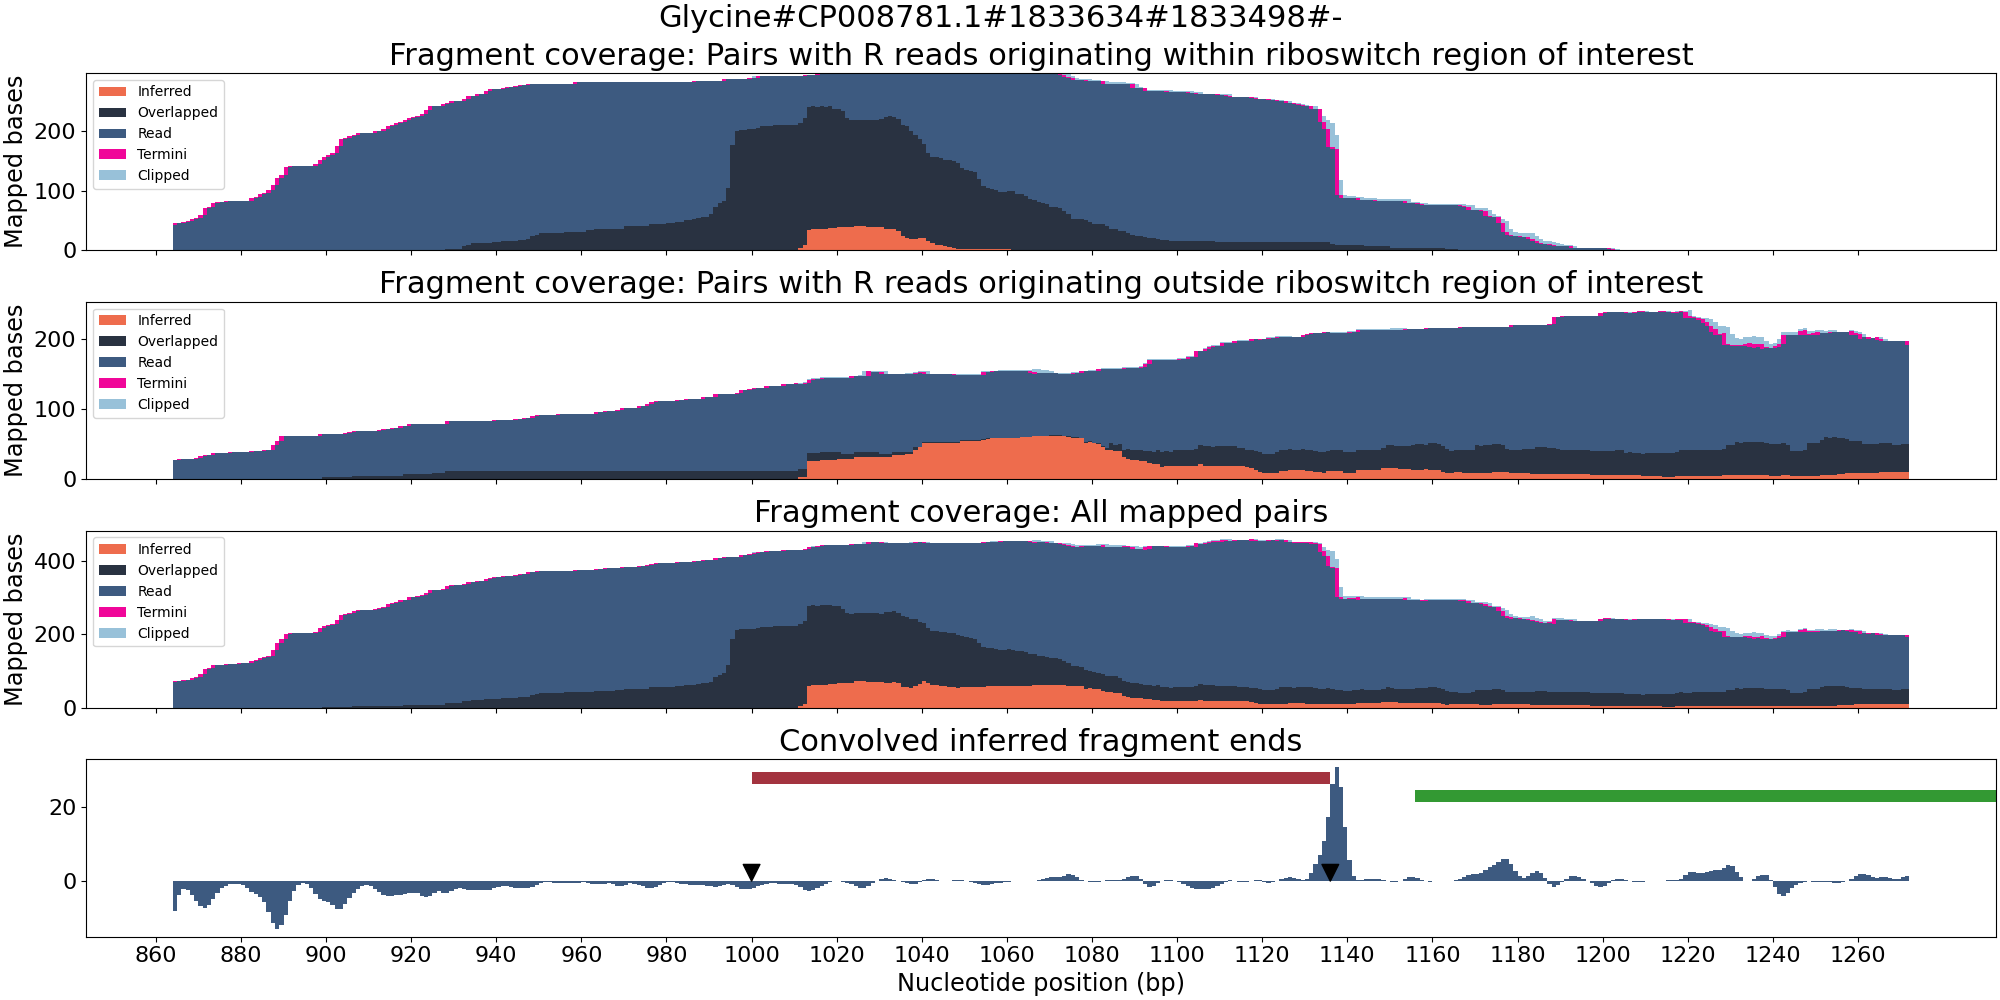 Glycine#CP008781.1#1833634#1833498#-
Fragment coverage: Pairs with R reads originating within riboswitch region of interest
Mapped bases
200
100
0
Inferred
Overlapped
Read
Termini
Clipped
Fragment coverage: Pairs with R reads originating outside riboswitch region of interest
Mapped bases
200
100
0
Inferred
Overlapped
Read
Termini
Clipped
Fragment coverage: All mapped pairs
Mapped bases
400
200
0
Inferred
Overlapped
Read
Termini
Clipped
Convolved inferred fragment ends
20
0
860 880 900 920 940 960 980 1000 1020 1040 1060 1080 1100 1120 1140 1160 1180 1200 1220 1240 1260
Nucleotide position (bp)